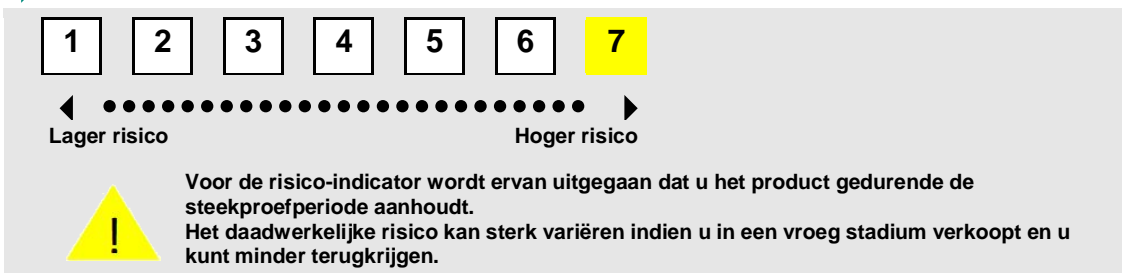 1 2 3 4 5 6 7
Lager risico Hoger risico
! Voor de risico-indicator wordt ervan uitgegaan dat u het product gedurende de
steekproefperiode aanhoudt.
Het daadwerkelijke risico kan sterk variëren indien u in een vroeg stadium verkoopt en u
kunt minder terugkrijgen.